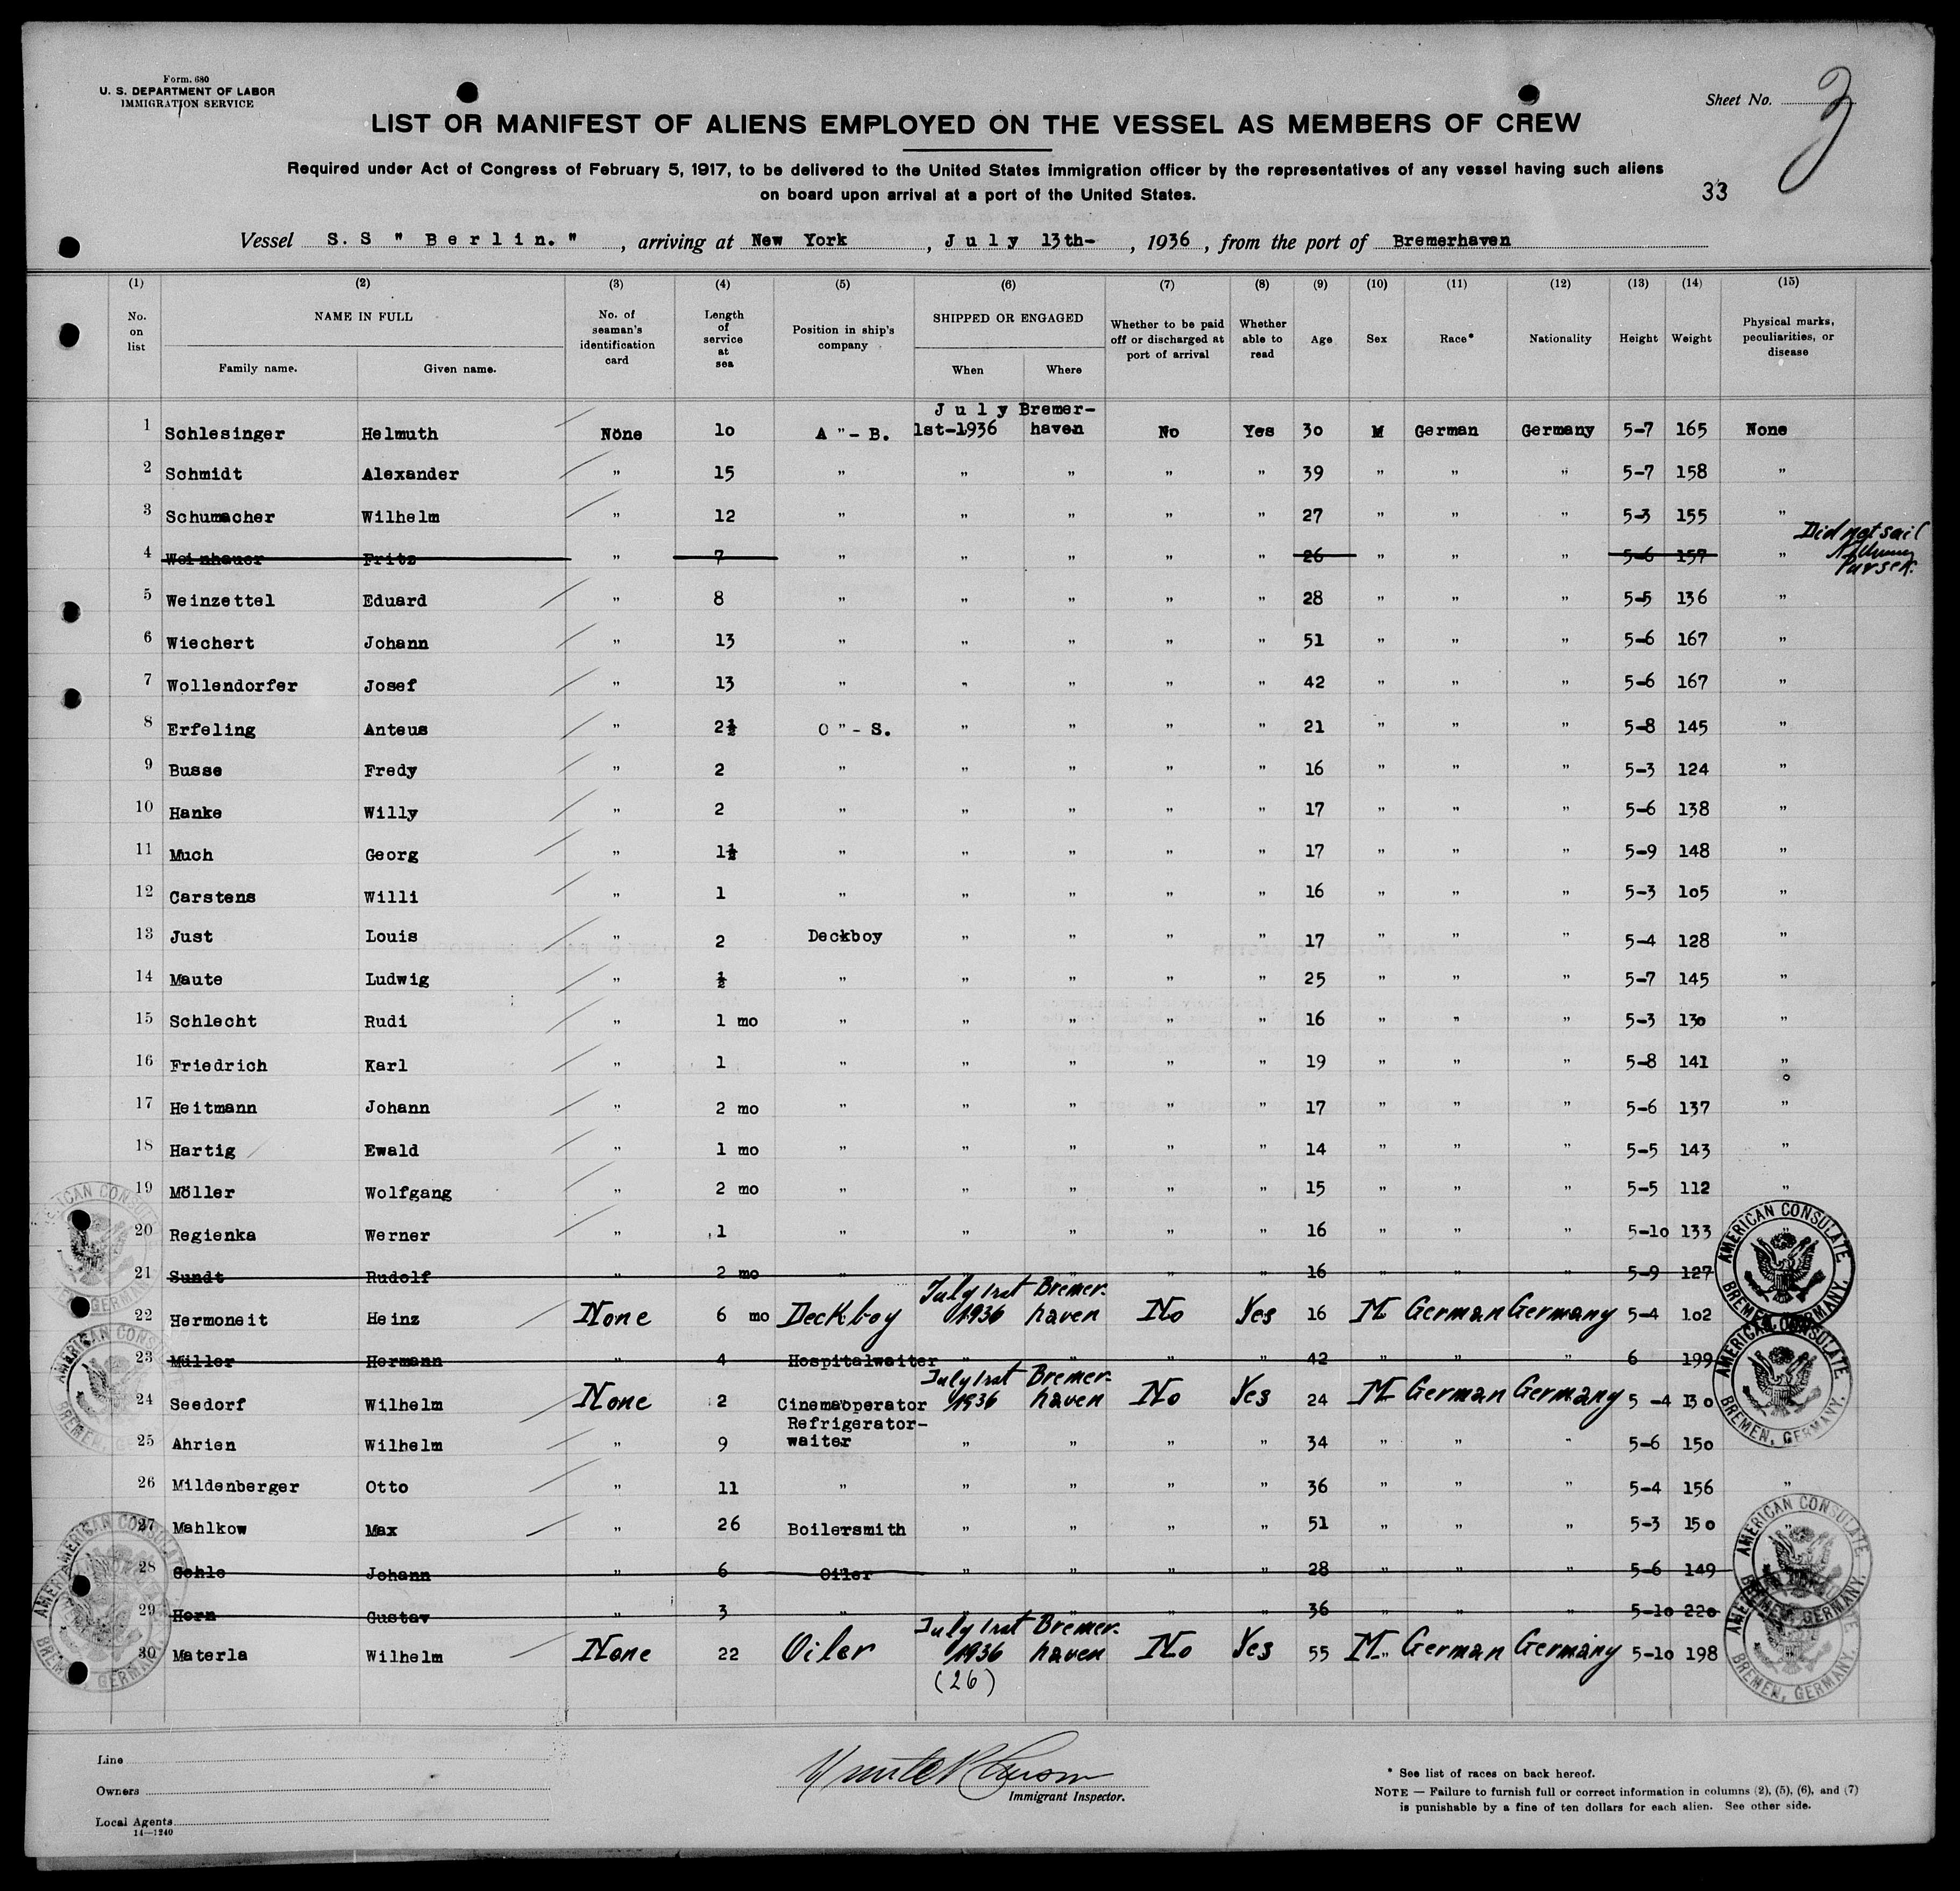 Form. 680
U. S. DEPARTMENT OF LABOR
IMMIGRATION SERVICE
Sheet No. 3
LIST OR MANIFEST OF ALIENS EMPLOYED ON THE VESSEL AS MEMBERS OF CREW
Required under Act of Congress of February 5, 1917, to be delivered to the United States immigration officer by the representatives of any vessel having such aliens
on board upon arrival at a port of the United States.
33
Vessel S. S " Berlin. " , arriving at New York , July 13th- , 1936 , from the port of Bremerhaven
(1) (2) (3) (4) (5) (6) (7) (8) (9) (10) (11) (12) (13) (14) (15)
No. on list NAME IN FULL Family name. Given name. No. of seaman's identification card Length of service at sea Position in ship's company SHIPPED OR ENGAGED When Where Whether to be paid off or discharged at port of arrival Whether able to read Age Sex Race* Nationality Height Weight Physical marks, peculiarities, or disease
July Bremer-
1 Schlesinger Helmuth None 10 A " - B. 1st-1936 haven No Yes 30 M German Germany 5-7 165 None
2 Schmidt Alexander " 15 " " " " " 39 " " " 5-7 158 "
3 Schumacher Wilhelm " 12 " " " " " 27 " " " 5-3 155 "
Did not sail
4 Weinhauer Fritz " 7 " " " " " 26 " " " 5-6 157 "
Purser.
5 Weinzettel Eduard " 8 " " " " " 28 " " " 5-5 136 "
6 Wiechert Johann " 13 " " " " " 51 " " " 5-6 167 "
7 Wollendorfer Josef " 13 " " " " " 42 " " " 5-6 167 "
8 Erfeling Anteus " 2½ O " - S. " " " " 21 " " " 5-8 145 "
9 Busse Fredy " 2 " " " " " 16 " " " 5-3 124 "
10 Hanke Willy " 2 " " " " " 17 " " " 5-6 138 "
11 Much Georg " 1½ " " " " " 17 " " " 5-9 148 "
12 Carstens Willi " 1 " " " " " 16 " " " 5-3 105 "
13 Just Louis " 2 Deckboy " " " " 17 " " " 5-4 128 "
14 Maute Ludwig " ½ " " " " " 25 " " " 5-7 145 "
15 Schlecht Rudi " 1 mo " " " " " 16 " " " 5-3 130 "
16 Friedrich Karl " 1 " " " " " 19 " " " 5-8 141 "
17 Heitmann Johann " 2 mo " " " " " 17 " " " 5-6 137 "
18 Hartig Ewald " 1 mo " " " " " 14 " " " 5-5 143 "
19 Möller Wolfgang " 2 mo " " " " " 15 " " " 5-5 112 "
20 Regienka Werner " 1 " " " " " 16 " " " 5-10 133 "
21 Sundt Rudolf " 2 mo " " " " " 16 " " " 5-9 127
July 1st Bremer-
22 Hermoneit Heinz None 6 mo Deckboy 1936 haven No Yes 16 M German Germany 5-4 102
23 Müller Hermann " 4 Hospitalwaiter " " " " 42 " " " 6 199
July 1st Bremer-
24 Seedorf Wilhelm None 2 Cinemaoperator 1936 haven No Yes 24 M German Germany 5-4 130
Refrigerator-
25 Ahrien Wilhelm " 9 waiter " " " " 34 " " " 5-6 150
26 Mildenberger Otto " 11 " " " " " 36 " " " 5-4 156 "
27 Mahlkow Max " 26 Boilersmith " " " " 51 " " " 5-3 150 "
28 Gehle Johann " 6 Oiler " " " " 28 " " " 5-6 149
29 Horn Gustav " 3 " " " " " 36 " " " 5-10 220
July 1st Bremer-
30 Materla Wilhelm None 22 Oiler 1936 haven No Yes 55 M " German Germany 5-10 198 "
(26)
AMERICAN CONSULATE BREMEN, GERMANY.
AMERICAN CONSULATE BREMEN, GERMANY.
AMERICAN CONSULATE BREMEN, GERMANY.
AMERICAN CONSULATE BREMEN, GERMANY.
Line
Owners
Local Agents
14—1240
Immigrant Inspector.
* See list of races on back hereof.
NOTE — Failure to furnish full or correct information in columns (2), (5), (6), and (7)
is punishable by a fine of ten dollars for each alien. See other side.